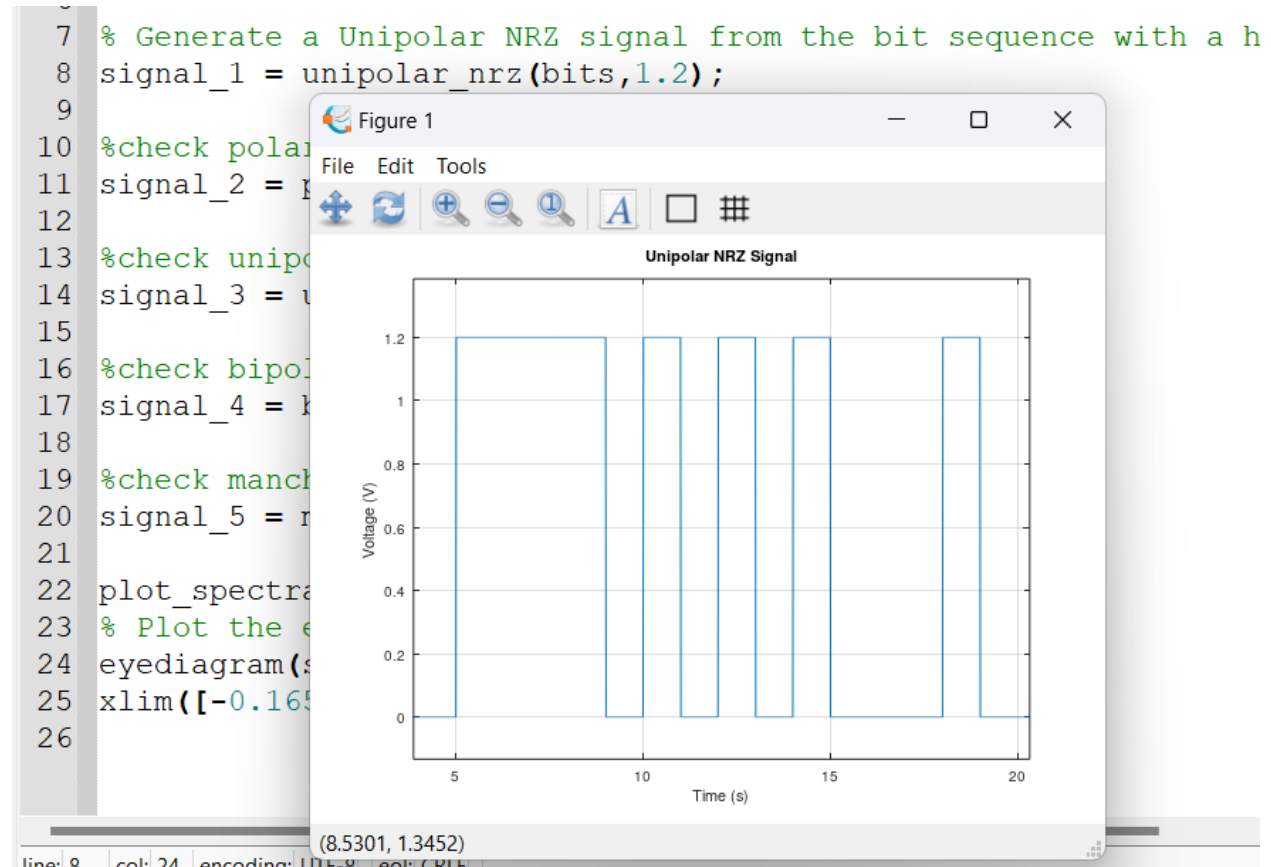 7 % Generate a Unipolar NRZ signal from the bit sequence with a h
8 signal_1 = unipolar_nrz(bits,1.2);
9
10 %check polar
11 signal_2 = p
12
13 %check unipo
14 signal_3 = u
15
16 %check bipol
17 signal_4 = b
18
19 %check manch
20 signal_5 = m
21
22 plot_spectra
23 % Plot the e
24 eyediagram(s
25 xlim([-0.165
26
Figure 1
File Edit Tools
A
Unipolar NRZ Signal
1.2
1
0.8
0.6
0.4
0.2
0
Voltage (V)
5 10 15 20
Time (s)
(8.5301, 1.3452)
line: 8 col: 24 encoding: UTF-8 eol: CRLF